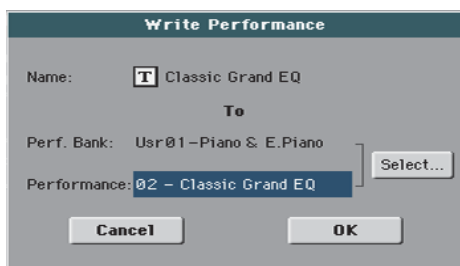 Write Performance
Name: T Classic Grand EQ
To
Perf. Bank: Usr01-Piano & E.Piano
Select...
Performance: 02 - Classic Grand EQ
Cancel OK